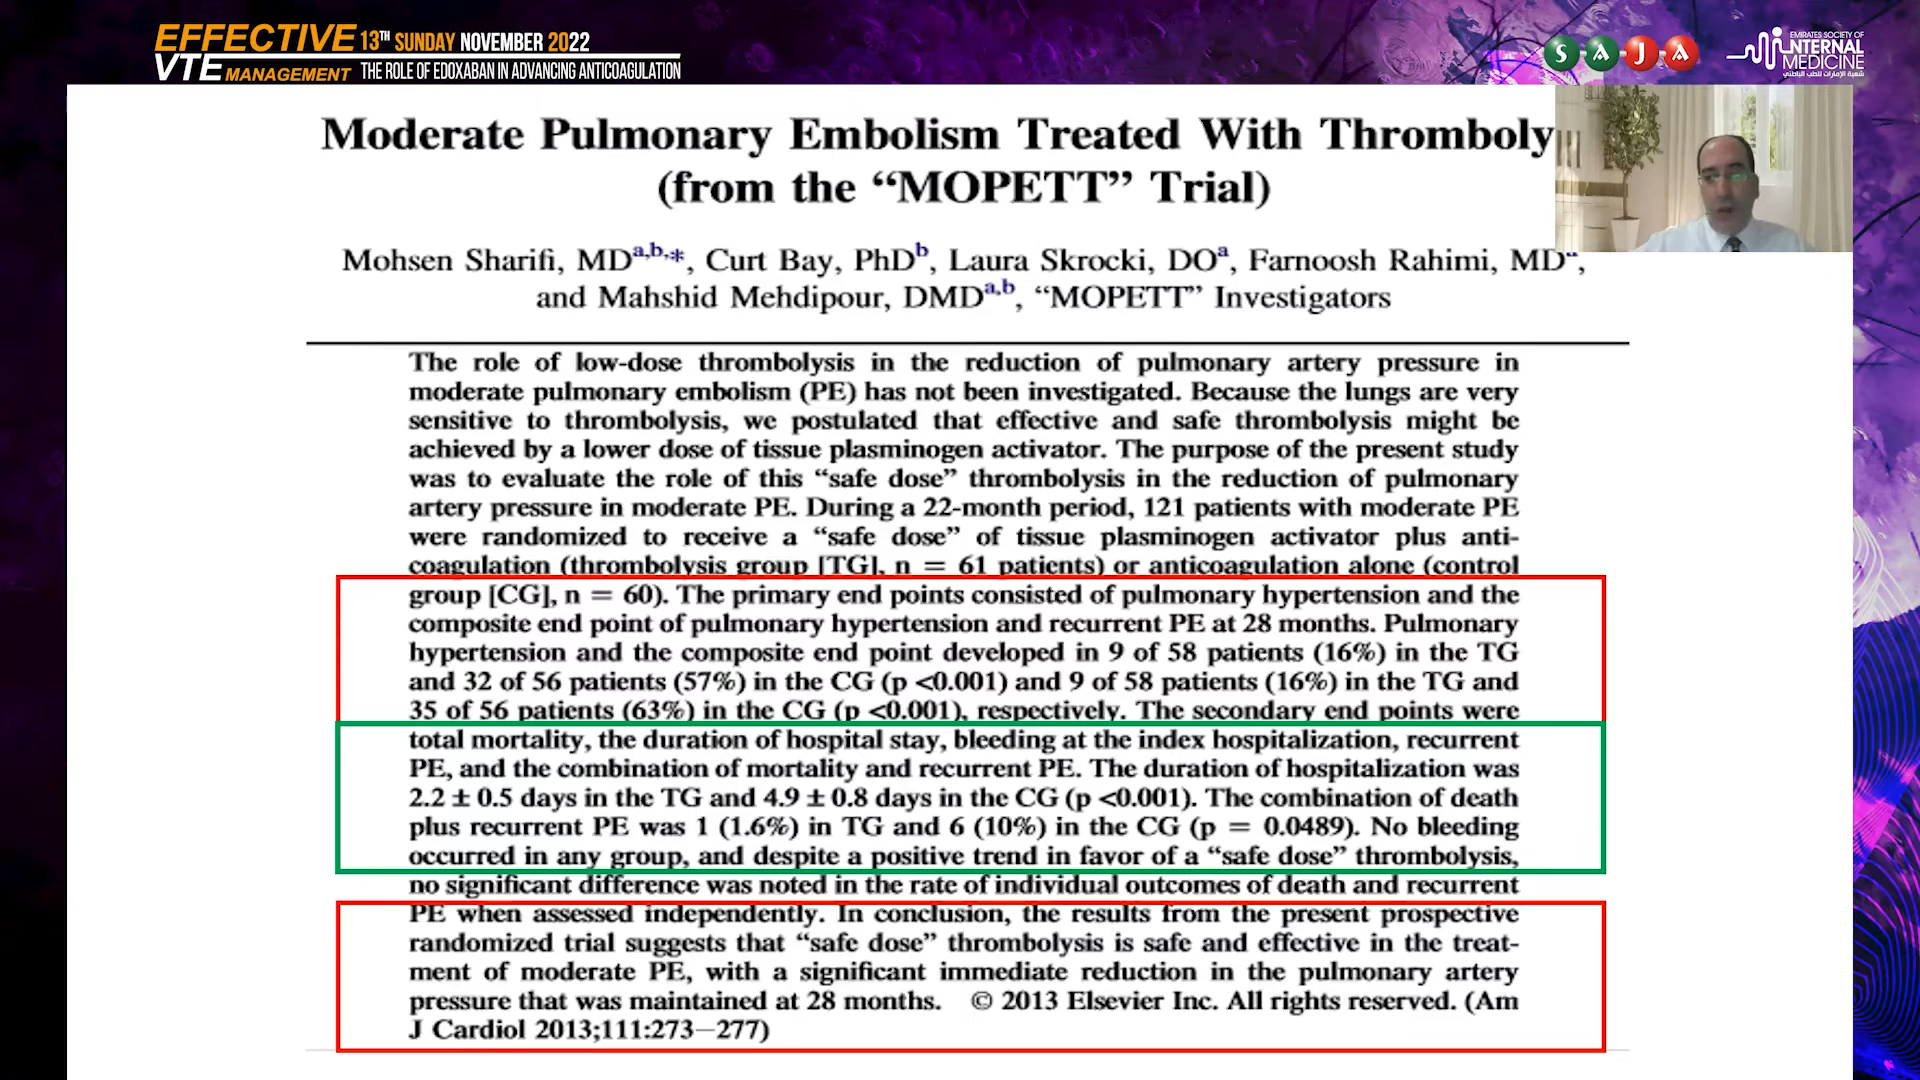 EFFECTIVE 13TH SUNDAY NOVEMBER 2022
VTE MANAGEMENT THE ROLE OF EDOXABAN IN ADVANCING ANTICOAGULATION
SAJA
EMIRATES SOCIETY OF
INTERNAL
MEDICINE
شعبة الإمارات للطب الباطني
Moderate Pulmonary Embolism Treated With Thromboly
(from the “MOPETT” Trial)
Mohsen Sharifi, MDa,b,*, Curt Bay, PhDb, Laura Skrocki, DOa, Farnoosh Rahimi, MDa,
and Mahshid Mehdipour, DMDa,b, “MOPETT” Investigators
The role of low-dose thrombolysis in the reduction of pulmonary artery pressure in
moderate pulmonary embolism (PE) has not been investigated. Because the lungs are very
sensitive to thrombolysis, we postulated that effective and safe thrombolysis might be
achieved by a lower dose of tissue plasminogen activator. The purpose of the present study
was to evaluate the role of this “safe dose” thrombolysis in the reduction of pulmonary
artery pressure in moderate PE. During a 22-month period, 121 patients with moderate PE
were randomized to receive a “safe dose” of tissue plasminogen activator plus anti-
coagulation (thrombolysis group [TG], n = 61 patients) or anticoagulation alone (control
group [CG], n = 60). The primary end points consisted of pulmonary hypertension and the
composite end point of pulmonary hypertension and recurrent PE at 28 months. Pulmonary
hypertension and the composite end point developed in 9 of 58 patients (16%) in the TG
and 32 of 56 patients (57%) in the CG (p <0.001) and 9 of 58 patients (16%) in the TG and
35 of 56 patients (63%) in the CG (p <0.001), respectively. The secondary end points were
total mortality, the duration of hospital stay, bleeding at the index hospitalization, recurrent
PE, and the combination of mortality and recurrent PE. The duration of hospitalization was
2.2 ± 0.5 days in the TG and 4.9 ± 0.8 days in the CG (p <0.001). The combination of death
plus recurrent PE was 1 (1.6%) in TG and 6 (10%) in the CG (p = 0.0489). No bleeding
occurred in any group, and despite a positive trend in favor of a “safe dose” thrombolysis,
no significant difference was noted in the rate of individual outcomes of death and recurrent
PE when assessed independently. In conclusion, the results from the present prospective
randomized trial suggests that “safe dose” thrombolysis is safe and effective in the treat-
ment of moderate PE, with a significant immediate reduction in the pulmonary artery
pressure that was maintained at 28 months. © 2013 Elsevier Inc. All rights reserved. (Am
J Cardiol 2013;111:273–277)